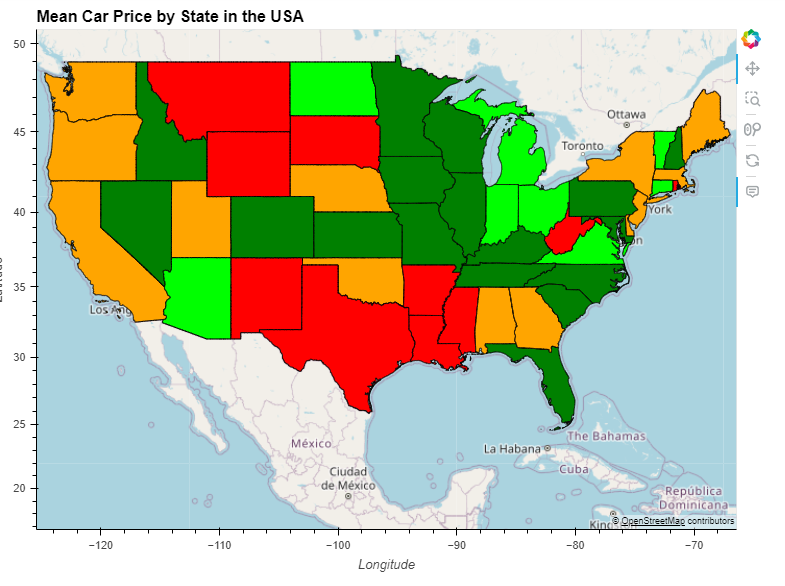 Mean Car Price by State in the USA
50
45
40
35
30
25
20
Ottawa
Toronto
York
Los Ang
México
Ciudad
de México
La Habana
The Bahamas
Cuba
República
Dominicana
© OpenStreetMap contributors
−120
−110
−100
−90
−80
−70
Longitude